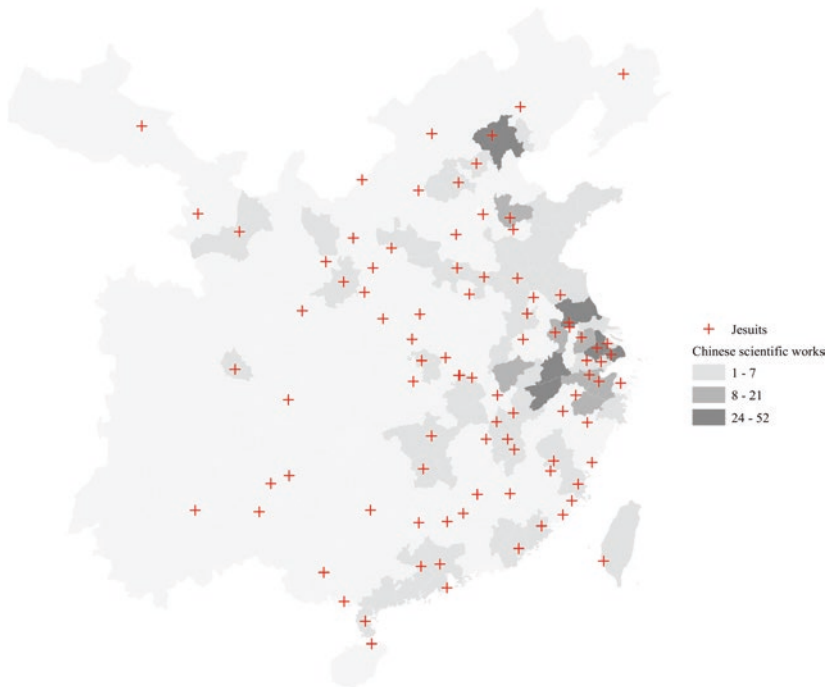 Jesuits
Chinese scientific works
1 - 7
8 - 21
24 - 52